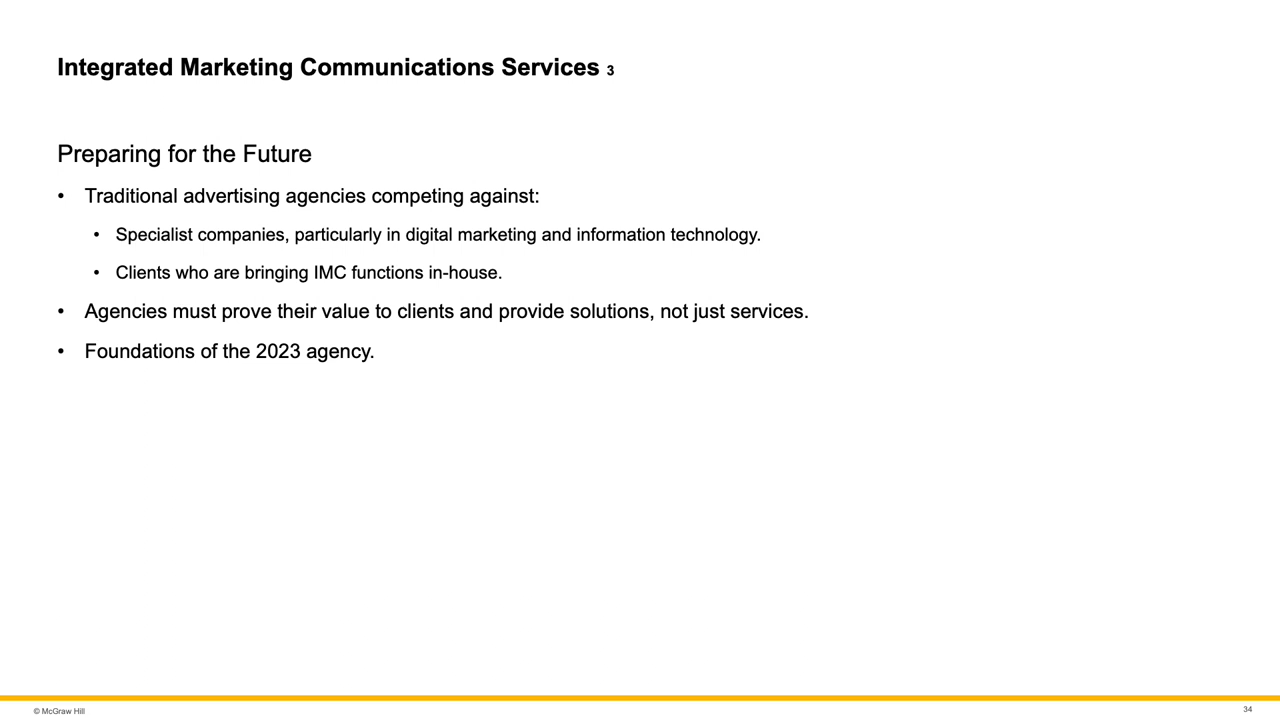 Integrated Marketing Communications Services 3
Preparing for the Future
• Traditional advertising agencies competing against:
• Specialist companies, particularly in digital marketing and information technology.
• Clients who are bringing IMC functions in-house.
• Agencies must prove their value to clients and provide solutions, not just services.
• Foundations of the 2023 agency.
© McGraw Hill
34